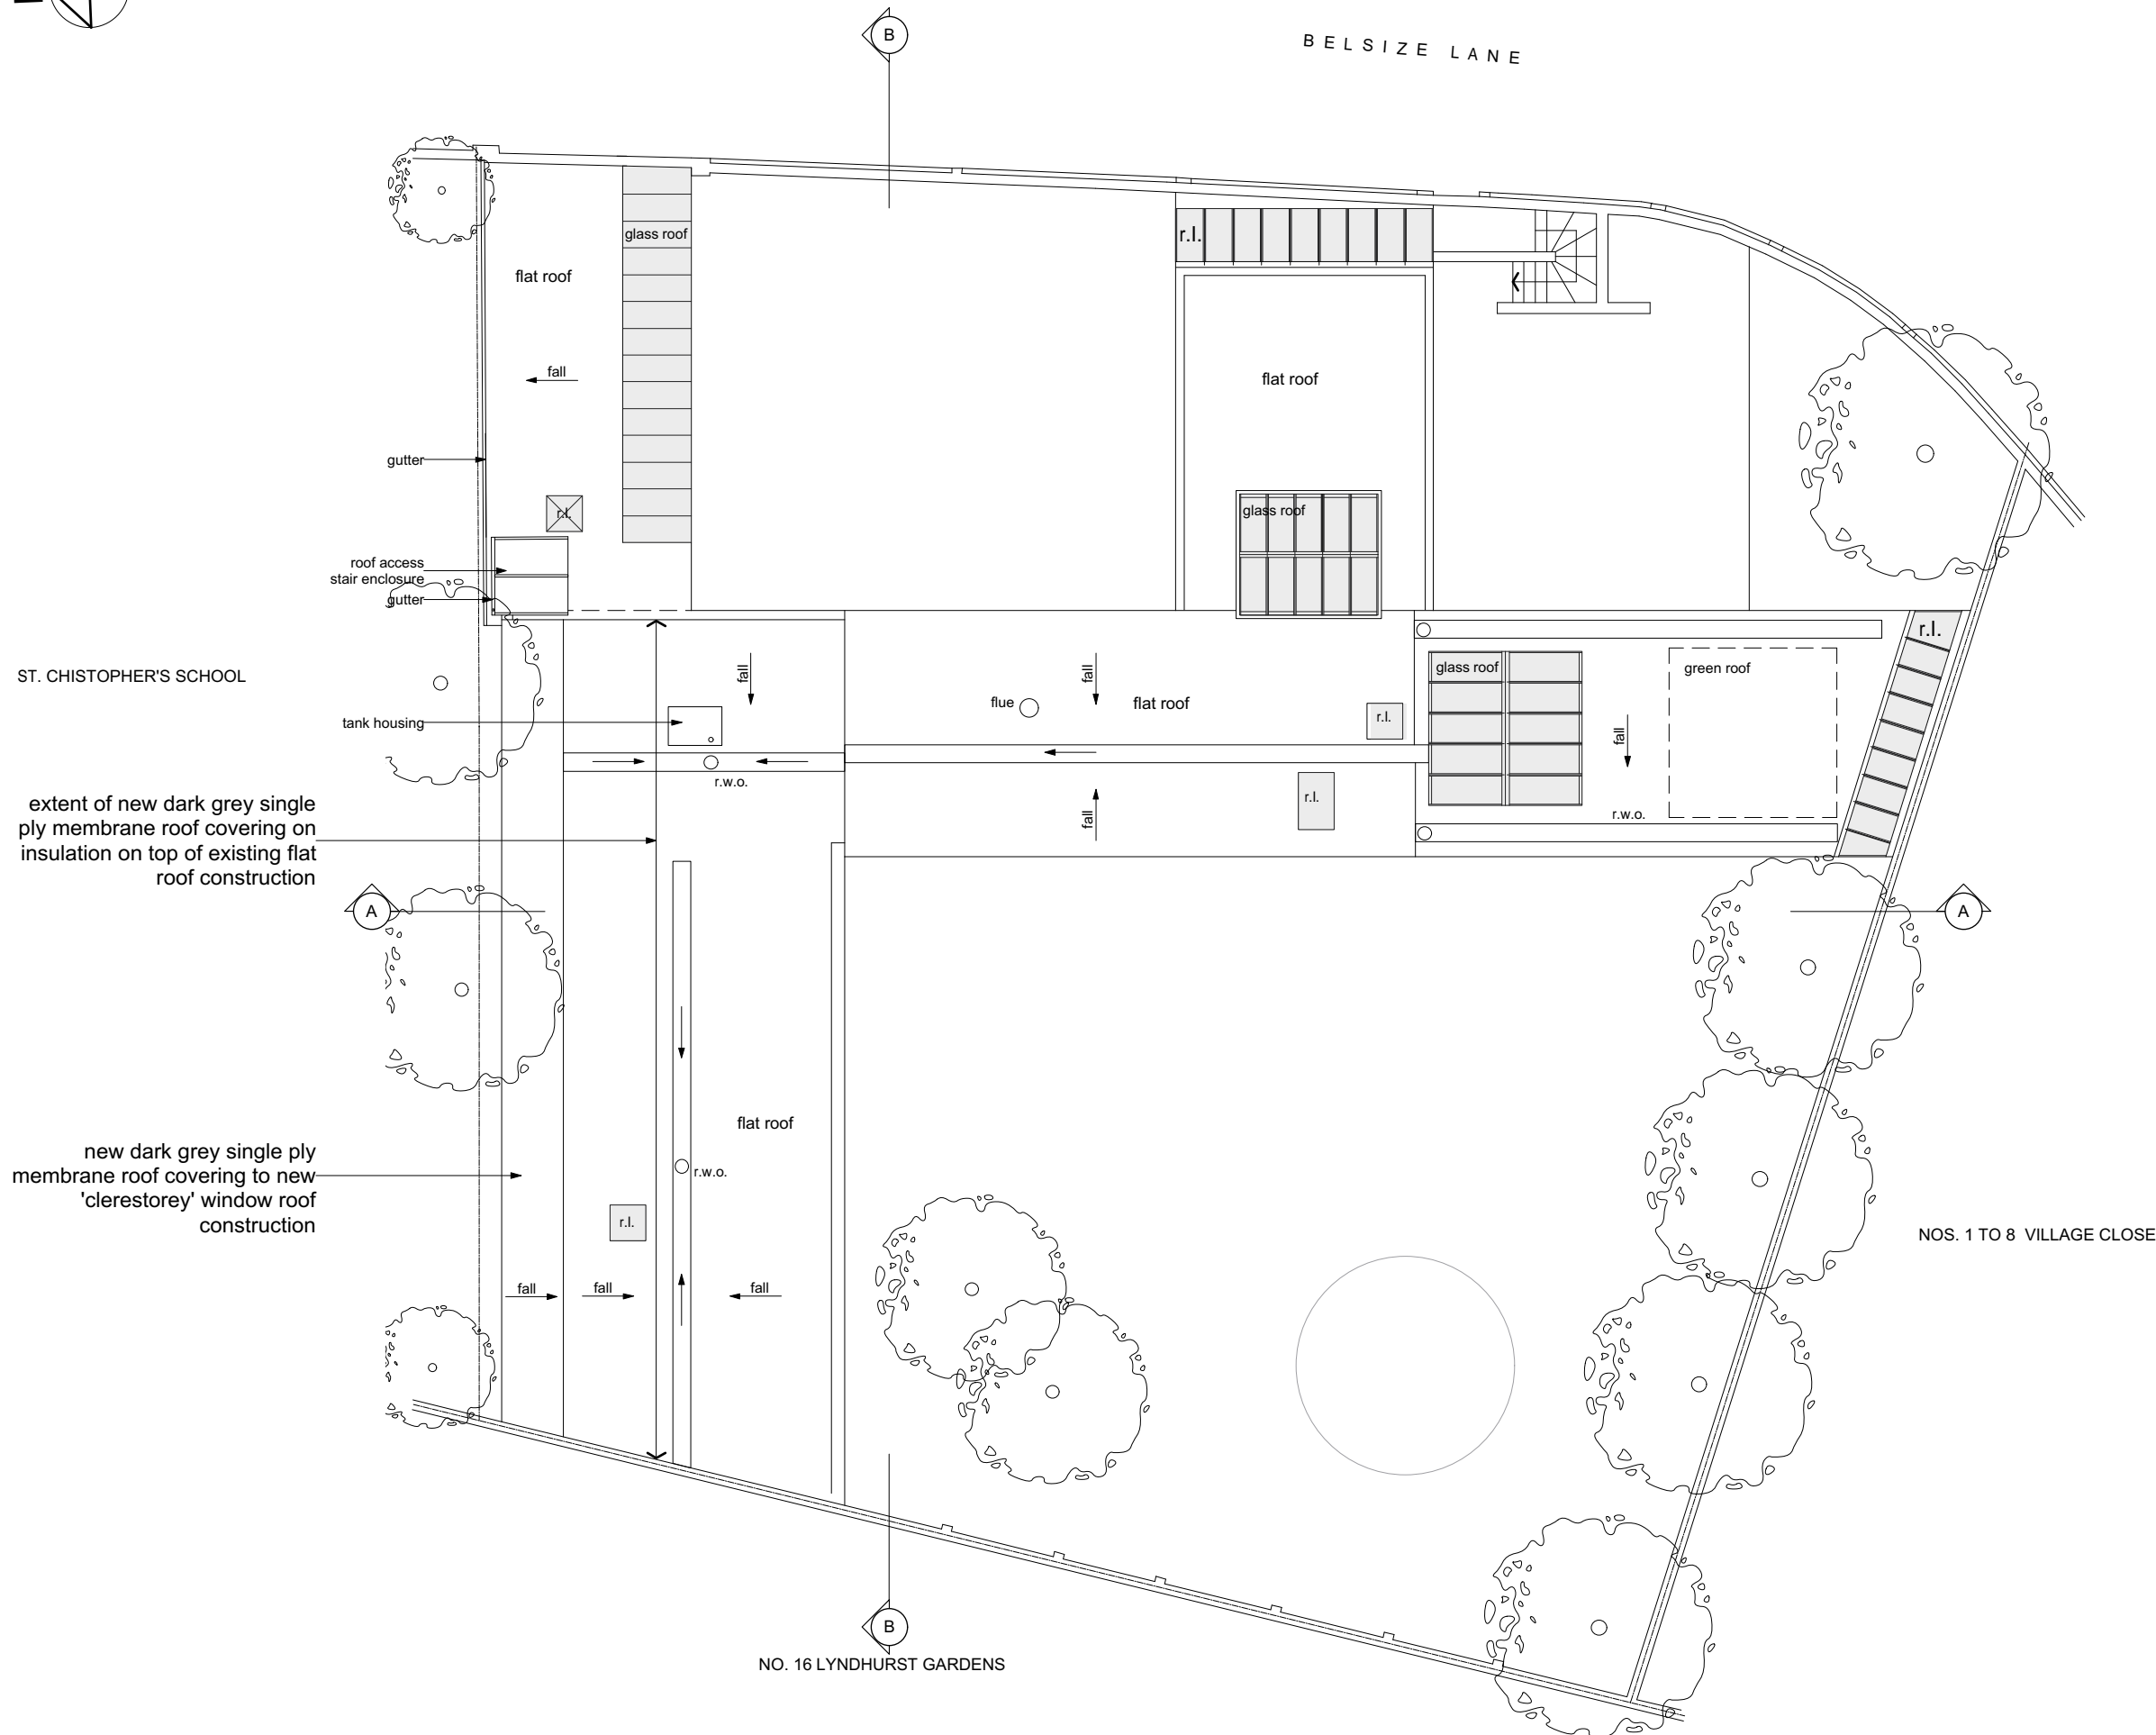 B
BELSIZE LANE
glass roof
r.l.
flat roof
fall
flat roof
gutter
r.l.
glass roof
roof access
stair enclosure
gutter
r.l.
ST. CHISTOPHER'S SCHOOL
fall
fall
glass roof
green roof
flue
flat roof
r.l.
tank housing
fall
r.w.o.
extent of new dark grey single
ply membrane roof covering on
insulation on top of existing flat
roof construction
r.l.
fall
r.w.o.
A
A
flat roof
new dark grey single ply
membrane roof covering to new
'clerestorey' window roof
construction
r.w.o.
r.l.
NOS. 1 TO 8 VILLAGE CLOSE
fall
fall
fall
B
NO. 16 LYNDHURST GARDENS